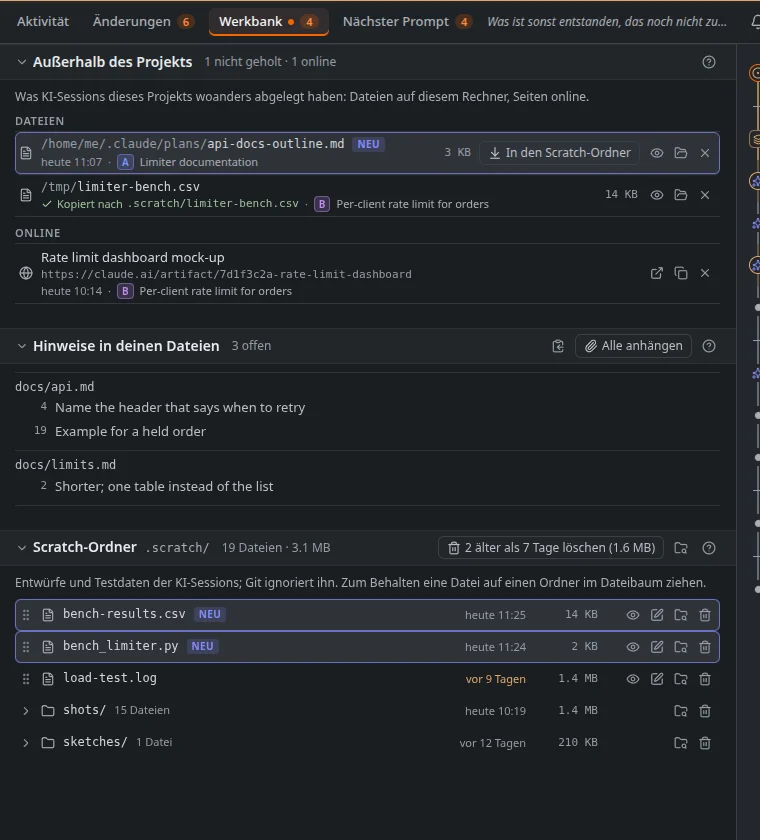 Aktivität Änderungen 6 Werkbank 4 Nächster Prompt 4 Was ist sonst entstanden, das noch nicht zu...
Außerhalb des Projekts 1 nicht geholt · 1 online
Was KI-Sessions dieses Projekts woanders abgelegt haben: Dateien auf diesem Rechner, Seiten online.
DATEIEN
/home/me/.claude/plans/api-docs-outline.md NEU 3 KB In den Scratch-Ordner
heute 11:07 · A Limiter documentation
/tmp/limiter-bench.csv 14 KB
Kopiert nach .scratch/limiter-bench.csv · B Per-client rate limit for orders
ONLINE
Rate limit dashboard mock-up
https://claude.ai/artifact/7d1f3c2a-rate-limit-dashboard
heute 10:14 · B Per-client rate limit for orders
Hinweise in deinen Dateien 3 offen Alle anhängen
docs/api.md
4 Name the header that says when to retry
19 Example for a held order
docs/limits.md
2 Shorter; one table instead of the list
Scratch-Ordner .scratch/ 19 Dateien · 3.1 MB 2 älter als 7 Tage löschen (1.6 MB)
Entwürfe und Testdaten der KI-Sessions; Git ignoriert ihn. Zum Behalten eine Datei auf einen Ordner im Dateibaum ziehen.
bench-results.csv NEU heute 11:25 14 KB
bench_limiter.py NEU heute 11:24 2 KB
load-test.log vor 9 Tagen 1.4 MB
shots/ 15 Dateien heute 10:19 1.4 MB
sketches/ 1 Datei vor 12 Tagen 210 KB